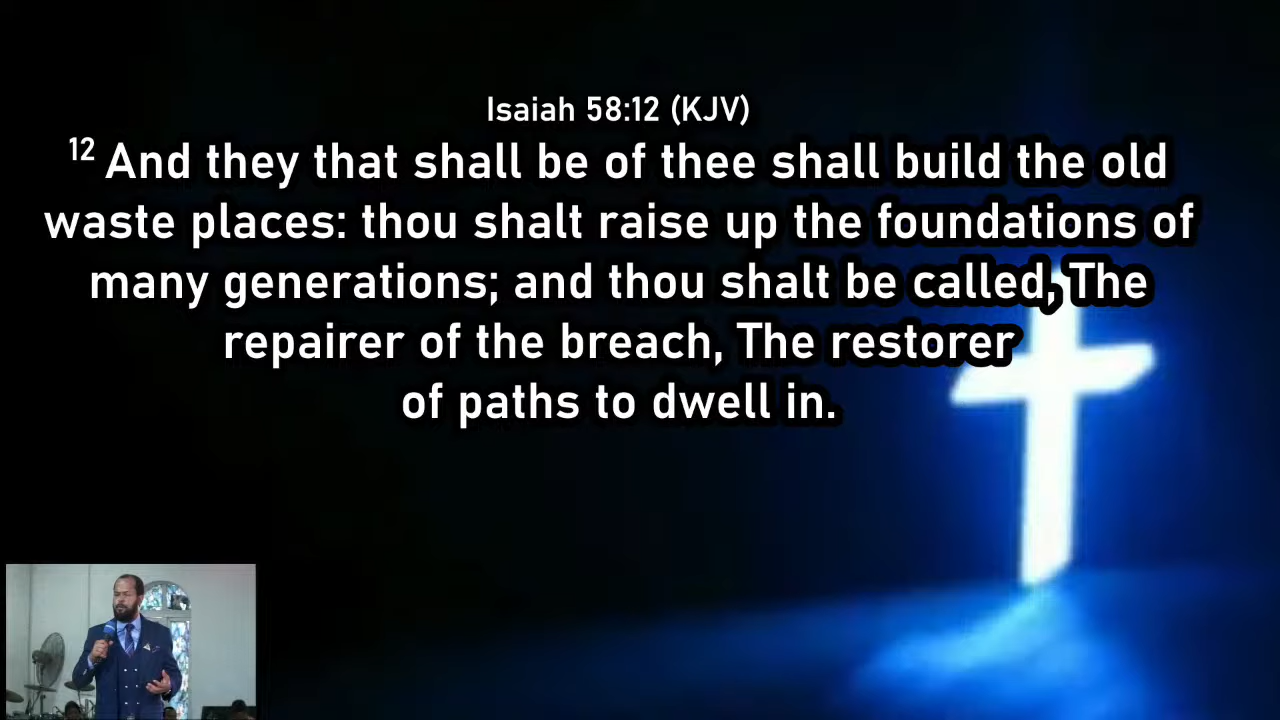 Isaiah 58:12 (KJV)
12 And they that shall be of thee shall build the old
waste places: thou shalt raise up the foundations of
many generations; and thou shalt be called, The
repairer of the breach, The restorer
of paths to dwell in.